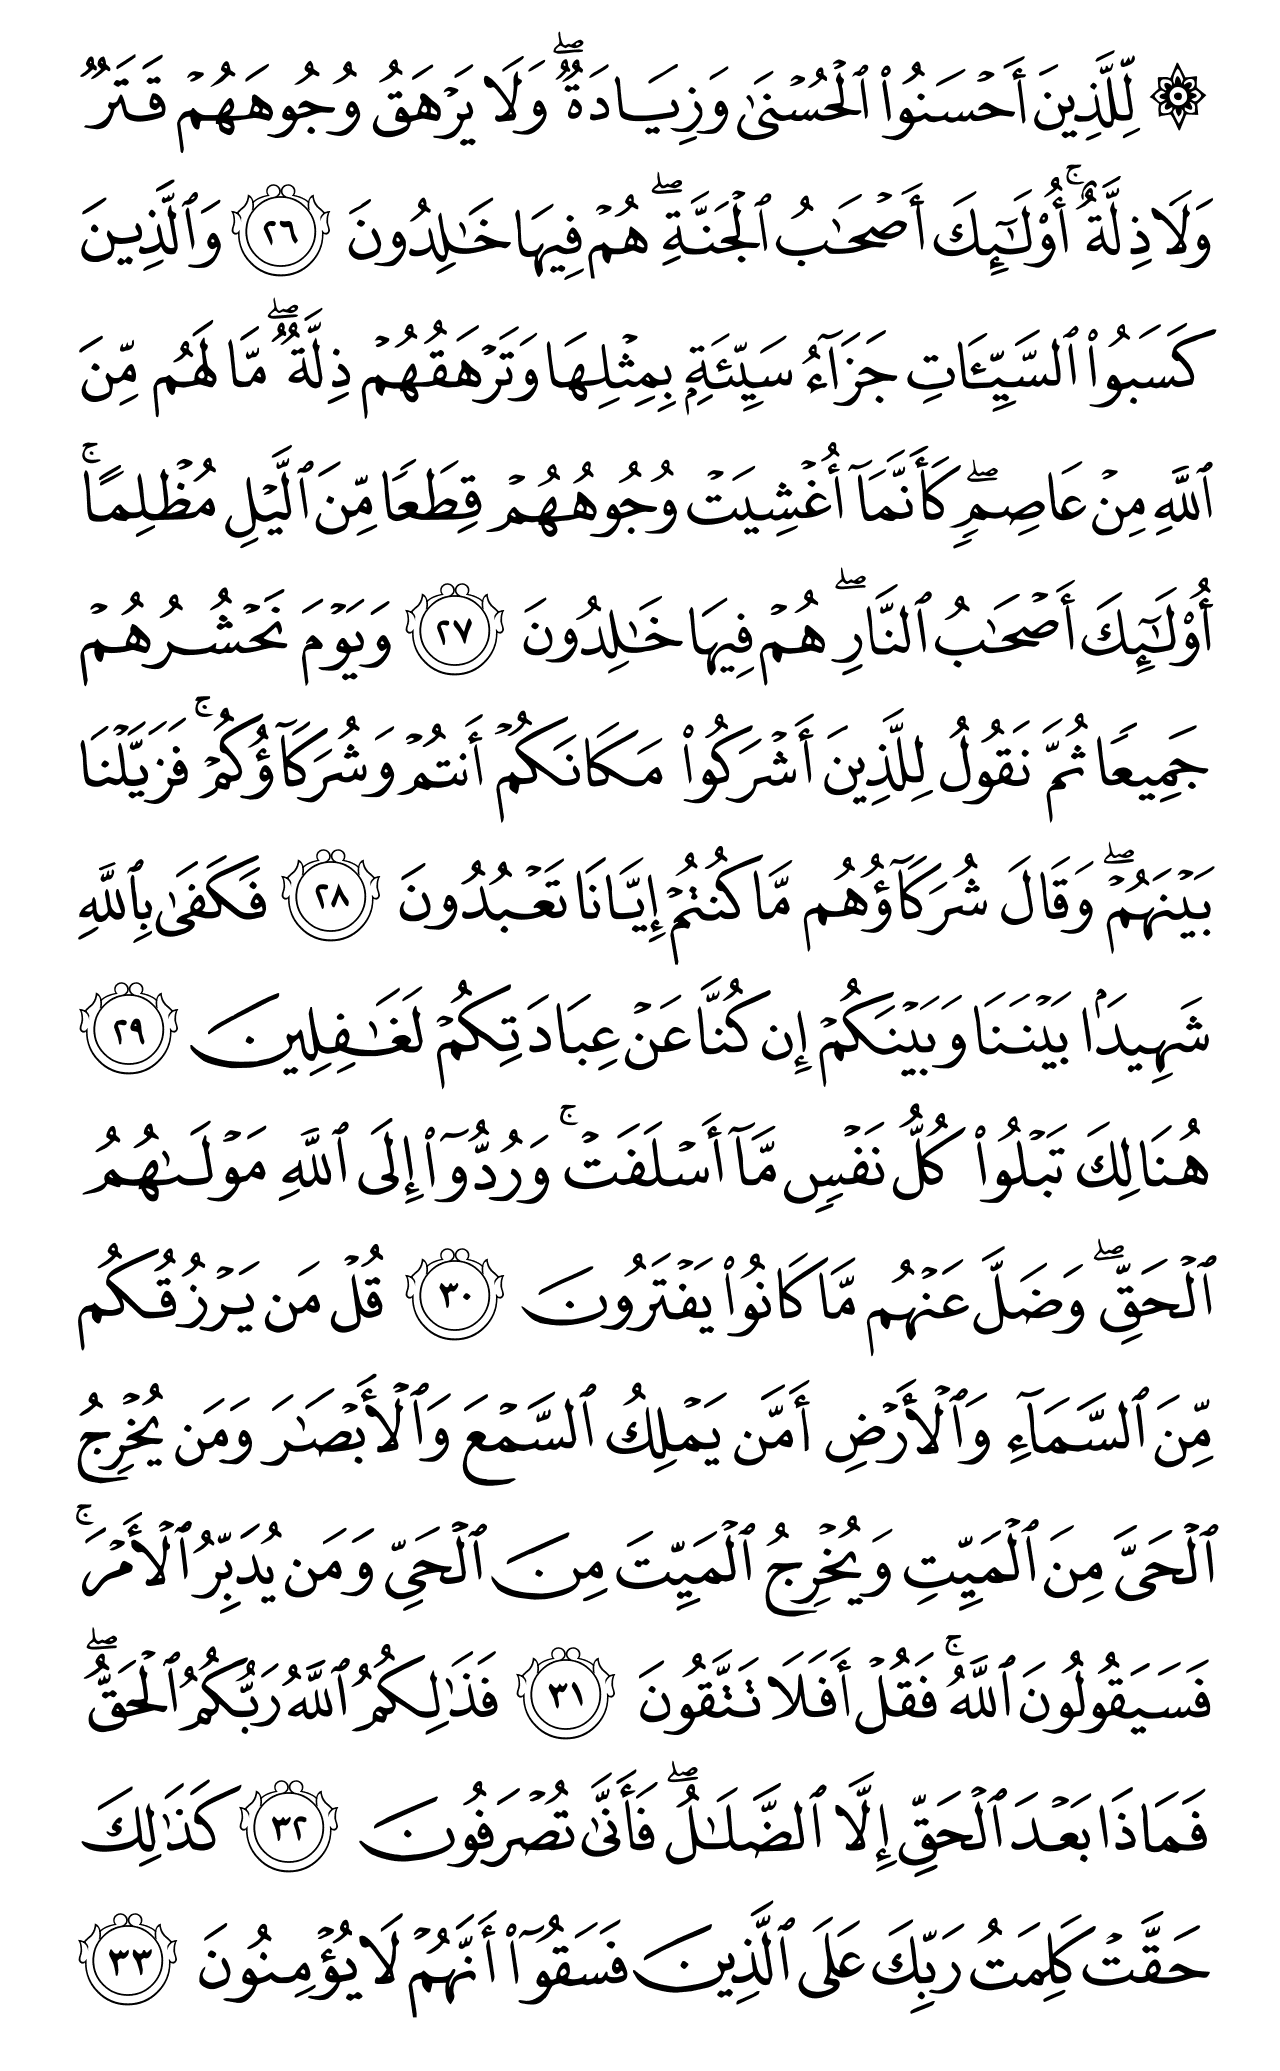 ۞ لِّلَّذِينَ أَحۡسَنُواْ ٱلۡحُسۡنَىٰ وَزِيَادَةٞۖ وَلَا يَرۡهَقُ وُجُوهَهُمۡ قَتَرٞ
وَلَا ذِلَّةٌۚ أُوْلَٰٓئِكَ أَصۡحَٰبُ ٱلۡجَنَّةِۖ هُمۡ فِيهَا خَٰلِدُونَ ٢٦ وَٱلَّذِينَ
كَسَبُواْ ٱلسَّيِّـَٔاتِ جَزَآءُ سَيِّئَةِۭ بِمِثۡلِهَا وَتَرۡهَقُهُمۡ ذِلَّةٞۖ مَّا لَهُم مِّنَ
ٱللَّهِ مِنۡ عَاصِمٖۖ كَأَنَّمَآ أُغۡشِيَتۡ وُجُوهُهُمۡ قِطَعٗا مِّنَ ٱلَّيۡلِ مُظۡلِمًاۚ
أُوْلَٰٓئِكَ أَصۡحَٰبُ ٱلنَّارِۖ هُمۡ فِيهَا خَٰلِدُونَ ٢٧ وَيَوۡمَ نَحۡشُرُهُمۡ
جَمِيعٗا ثُمَّ نَقُولُ لِلَّذِينَ أَشۡرَكُواْ مَكَانَكُمۡ أَنتُمۡ وَشُرَكَآؤُكُمۡۚ فَزَيَّلۡنَا
بَيۡنَهُمۡۖ وَقَالَ شُرَكَآؤُهُم مَّا كُنتُمۡ إِيَّانَا تَعۡبُدُونَ ٢٨ فَكَفَىٰ بِٱللَّهِ
شَهِيدَۢا بَيۡنَنَا وَبَيۡنَكُمۡ إِن كُنَّا عَنۡ عِبَادَتِكُمۡ لَغَٰفِلِينَ ٢٩
هُنَالِكَ تَبۡلُواْ كُلُّ نَفۡسٖ مَّآ أَسۡلَفَتۡۚ وَرُدُّوٓاْ إِلَى ٱللَّهِ مَوۡلَىٰهُمُ
ٱلۡحَقِّۖ وَضَلَّ عَنۡهُم مَّا كَانُواْ يَفۡتَرُونَ ٣٠ قُلۡ مَن يَرۡزُقُكُم
مِّنَ ٱلسَّمَآءِ وَٱلۡأَرۡضِ أَمَّن يَمۡلِكُ ٱلسَّمۡعَ وَٱلۡأَبۡصَٰرَ وَمَن يُخۡرِجُ
ٱلۡحَيَّ مِنَ ٱلۡمَيِّتِ وَيُخۡرِجُ ٱلۡمَيِّتَ مِنَ ٱلۡحَيِّ وَمَن يُدَبِّرُ ٱلۡأَمۡرَۚ
فَسَيَقُولُونَ ٱللَّهُۚ فَقُلۡ أَفَلَا تَتَّقُونَ ٣١ فَذَٰلِكُمُ ٱللَّهُ رَبُّكُمُ ٱلۡحَقُّۖ
فَمَاذَا بَعۡدَ ٱلۡحَقِّ إِلَّا ٱلضَّلَٰلُۖ فَأَنَّىٰ تُصۡرَفُونَ ٣٢ كَذَٰلِكَ
حَقَّتۡ كَلِمَتُ رَبِّكَ عَلَى ٱلَّذِينَ فَسَقُوٓاْ أَنَّهُمۡ لَا يُؤۡمِنُونَ ٣٣